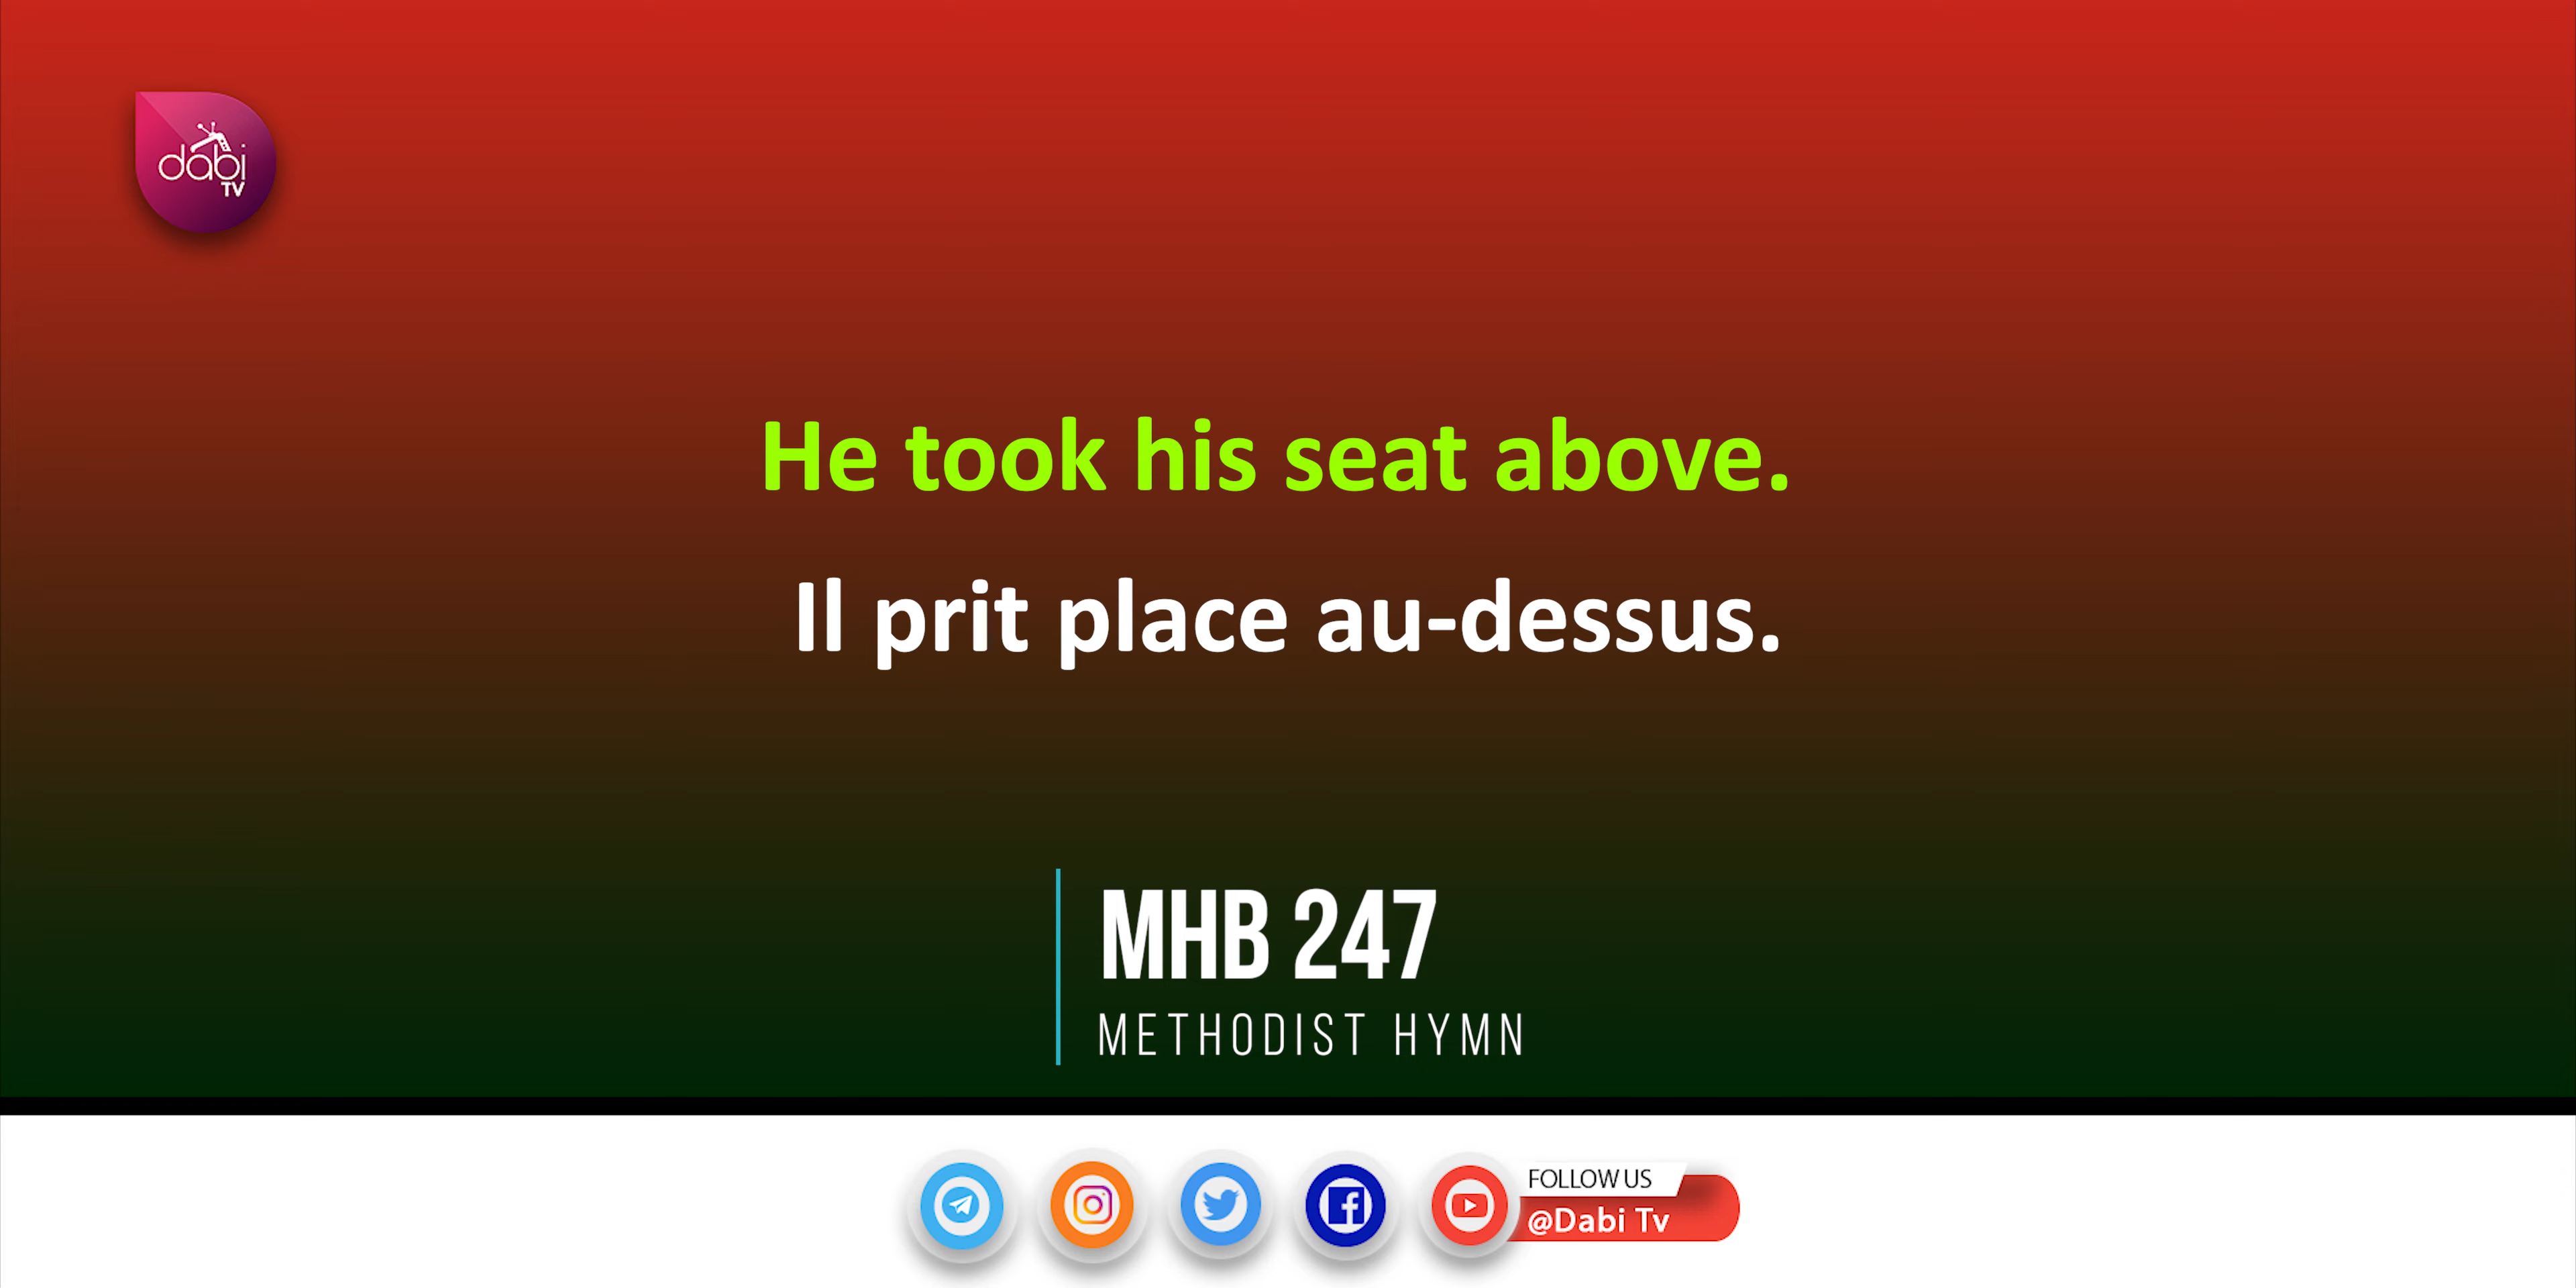 dabi
TV
He took his seat above.
Il prit place au-dessus.
MHB 247
METHODIST HYMN
FOLLOW US
@Dabi Tv